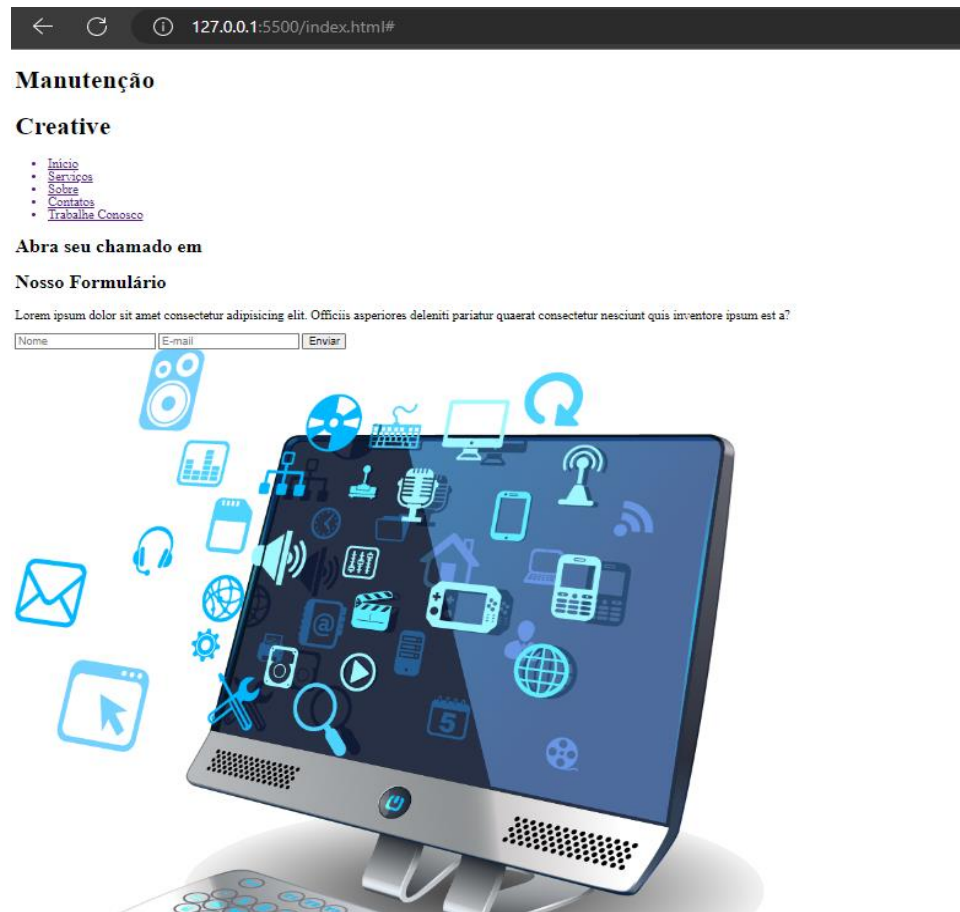 127.0.0.1:5500/index.html#
Manutenção
Creative
Início
Serviços
Sobre
Contatos
Trabalhe Conosco
Abra seu chamado em
Nosso Formulário
Lorem ipsum dolor sit amet consectetur adipisicing elit. Officiis asperiores deleniti pariatur quaerat consectetur nesciunt quis inventore ipsum est a?
Nome E-mail Enviar
@
5